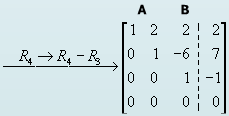 A B
R₄ → R₄ − R₃
1 2 2 2
0 1 -6 7
0 0 1 -1
0 0 0 0